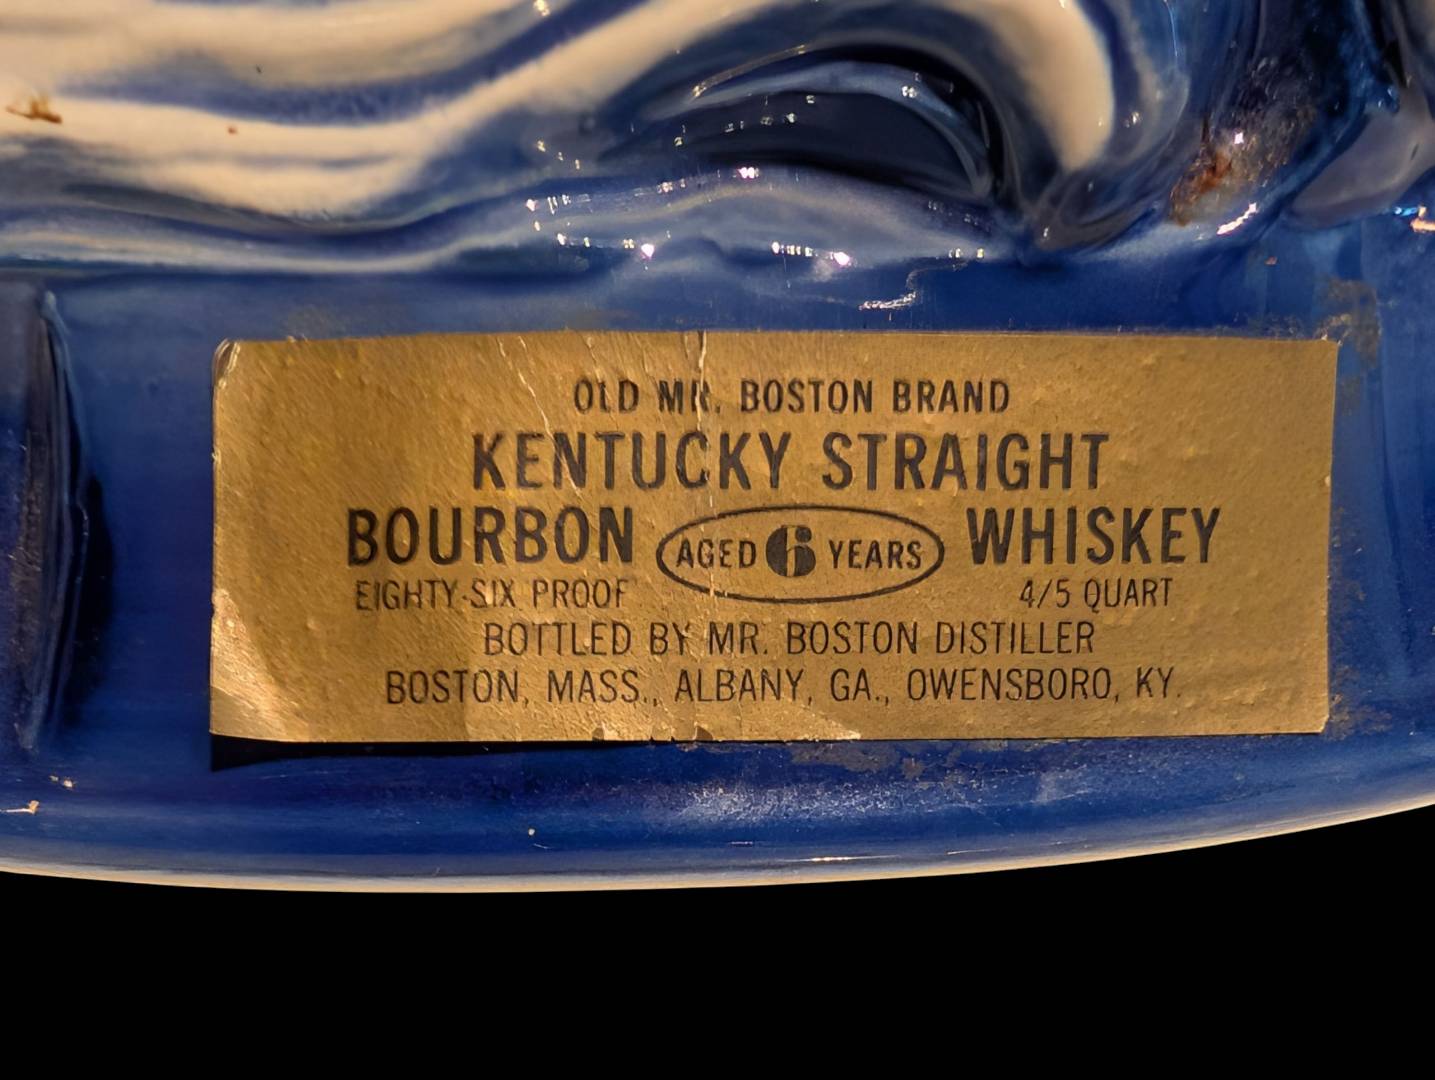 OLD MR. BOSTON BRAND
KENTUCKY STRAIGHT
BOURBON AGED 6 YEARS WHISKEY
EIGHTY-SIX PROOF 4/5 QUART
BOTTLED BY MR. BOSTON DISTILLER
BOSTON, MASS., ALBANY, GA., OWENSBORO, KY.